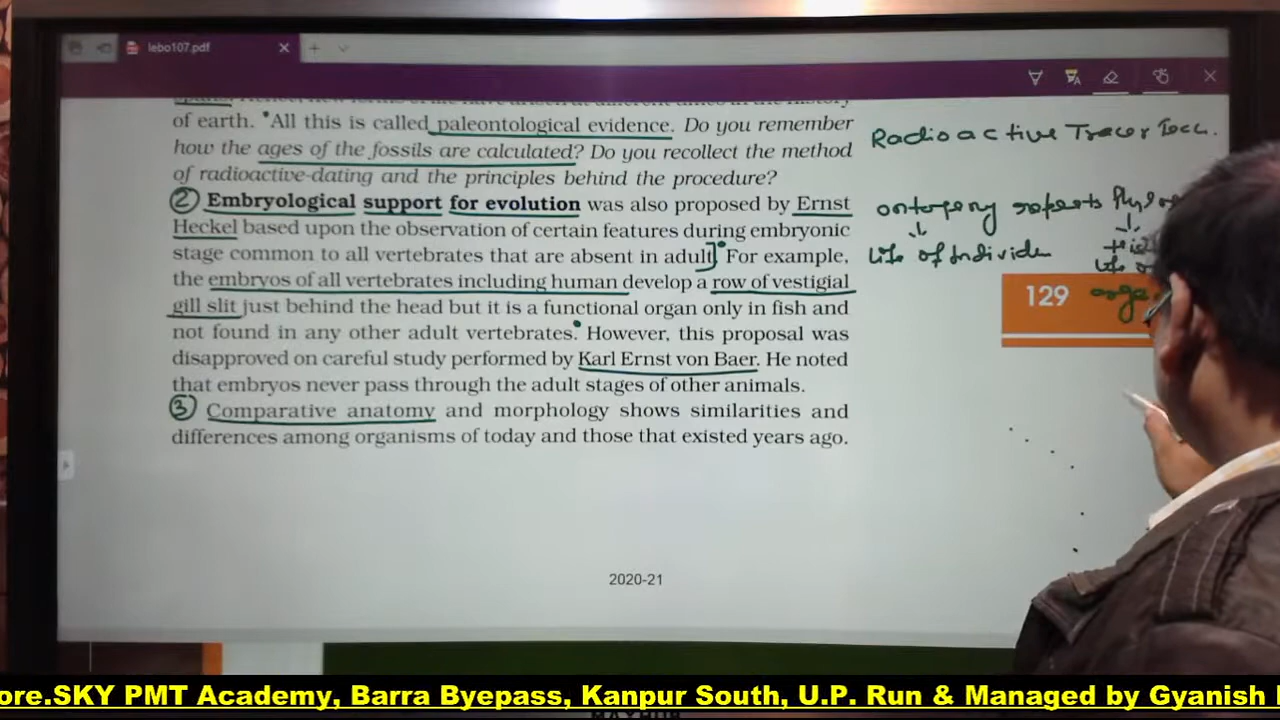 lebo107.pdf
of earth. All this is called paleontological evidence. Do you remember
how the ages of the fossils are calculated? Do you recollect the method
of radioactive-dating and the principles behind the procedure?
② Embryological support for evolution was also proposed by Ernst
Heckel based upon the observation of certain features during embryonic
stage common to all vertebrates that are absent in adult. For example,
the embryos of all vertebrates including human develop a row of vestigial
gill slit just behind the head but it is a functional organ only in fish and
not found in any other adult vertebrates. However, this proposal was
disapproved on careful study performed by Karl Ernst von Baer. He noted
that embryos never pass through the adult stages of other animals.
③ Comparative anatomy and morphology shows similarities and
differences among organisms of today and those that existed years ago.
Radioactive Tracer Tech.
ontogeny repeats
Life of Individe
129
2020-21
ore.SKY PMT Academy, Barra Byepass, Kanpur South, U.P. Run & Managed by Gyanish